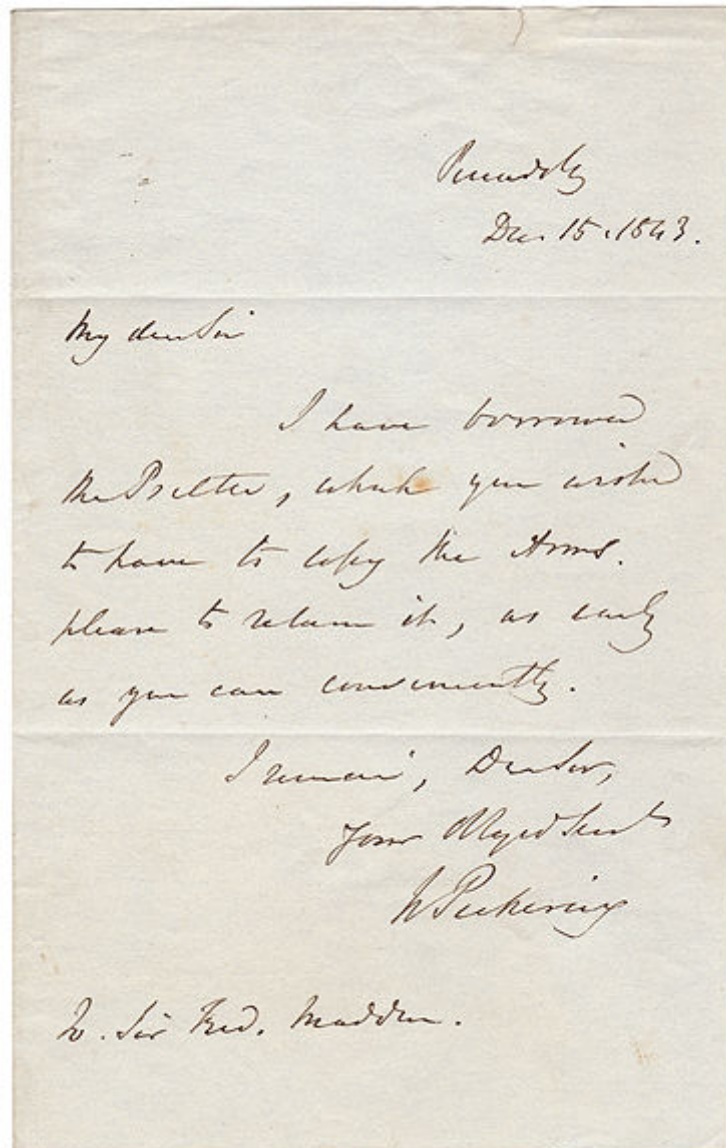 Piccadilly
Dec. 15. 1843.
My dear Sir
I have borrowed
the Psalter, which you wished
to have to copy the Arms.
please to return it, as early
as you can conveniently.
I remain, Dear Sir,
Your Obliged Servt
W Pickering
To. Sir Fred. Madden.